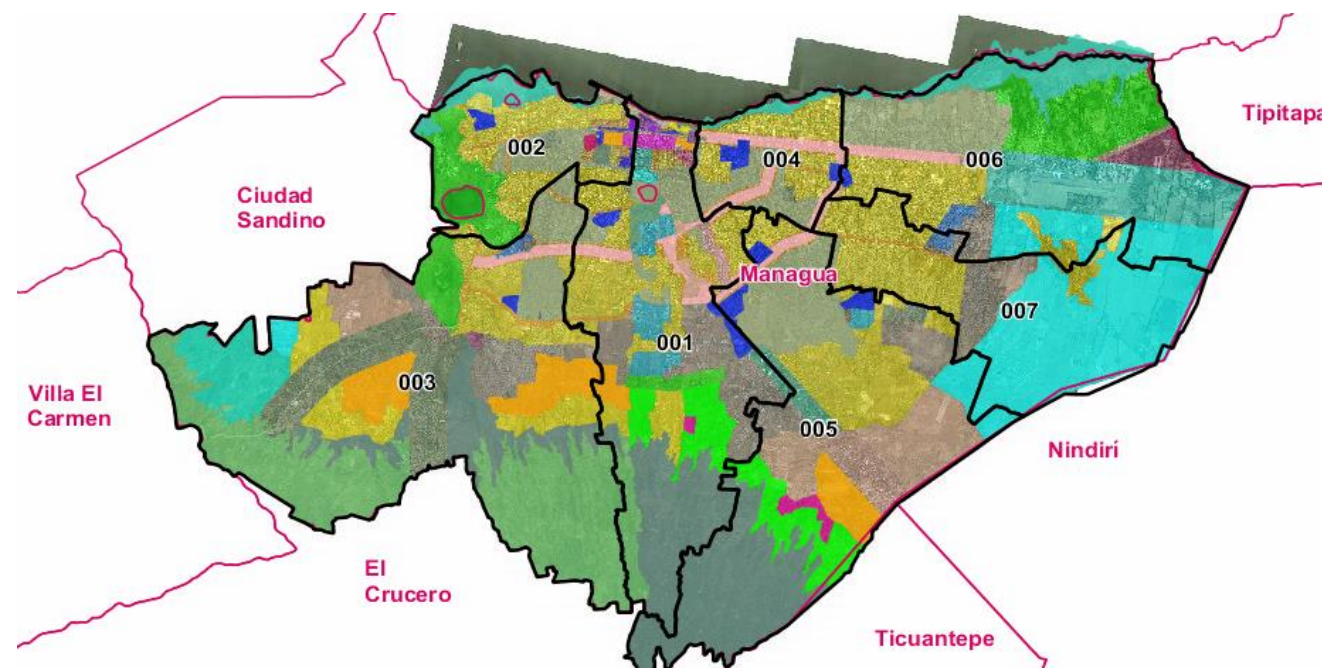 Tipitapa
002
004
006
Ciudad
Sandino
Managua
007
001
003
Villa El
Carmen
005
Nindirí
El
Crucero
Ticuantepe